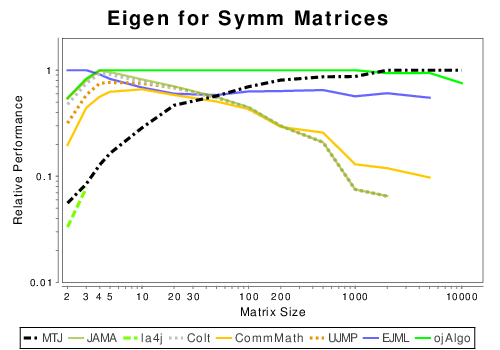 Eigen for Symm Matrices
Relative Performance
1
0.1
0.01
2 3 4 5 10 20 30 100 200 1000 10000
Matrix Size
MTJ JAMA la4j Colt CommMath UJMP EJML ojAlgo